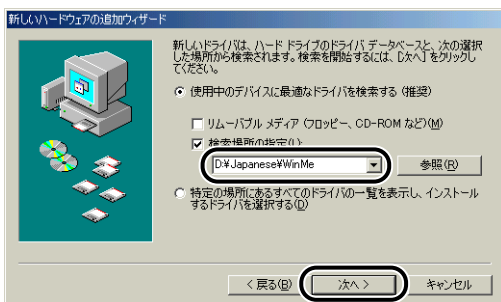 新しいハードウェアの追加ウィザード
新しいドライバは、ハード ドライブのドライバ データベースと、次の選択
した場所から検索されます。検索を開始するには、[次へ] をクリックし
てください。
使用中のデバイスに最適なドライバを検索する (推奨)
リムーバブル メディア (フロッピー、CD-ROM など)(M)
検索場所の指定(L):
D:¥Japanese¥WinMe
参照(R)
特定の場所にあるすべてのドライバの一覧を表示し、インストール
するドライバを選択する(D)
< 戻る(B)
次へ >
キャンセル